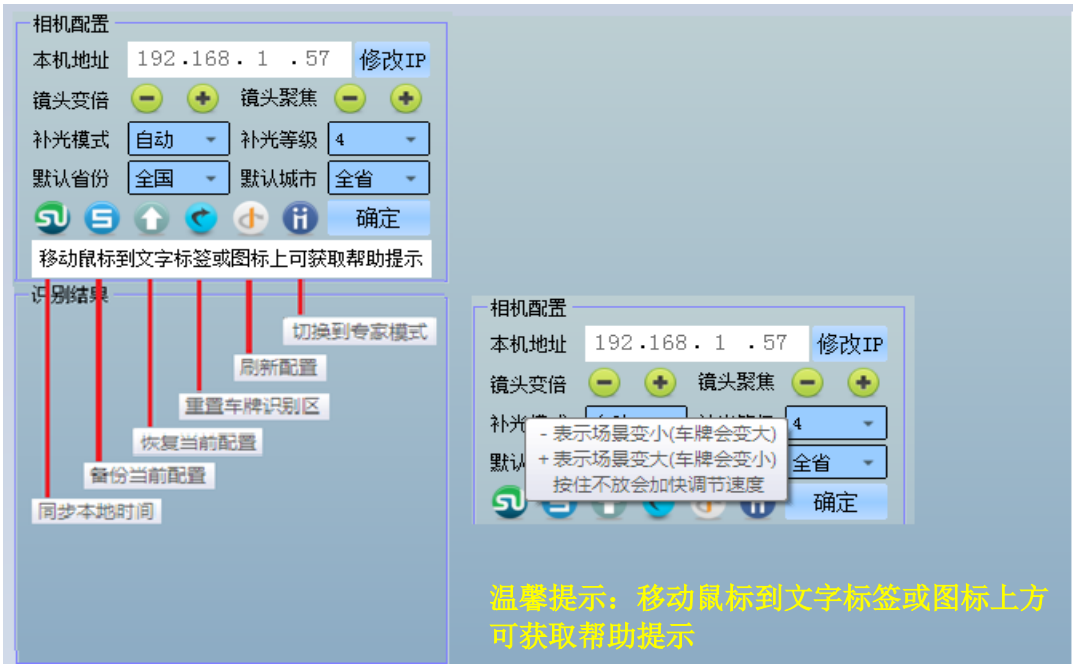 相机配置
本机地址 192.168. 1 .57 修改IP
镜头变倍 - + 镜头聚焦 - +
补光模式 自动 补光等级 4
默认省份 全国 默认城市 全省
确定
移动鼠标到文字标签或图标上可获取帮助提示
识别结果
切换到专家模式
刷新配置
重置车牌识别区
恢复当前配置
备份当前配置
同步本地时间
相机配置
本机地址 192.168. 1 .57 修改IP
镜头变倍 - + 镜头聚焦 - +
4
全省
- 表示场景变小(车牌会变大)
+ 表示场景变大(车牌会变小)
按住不放会加快调节速度
确定
温馨提示：移动鼠标到文字标签或图标上方
可获取帮助提示